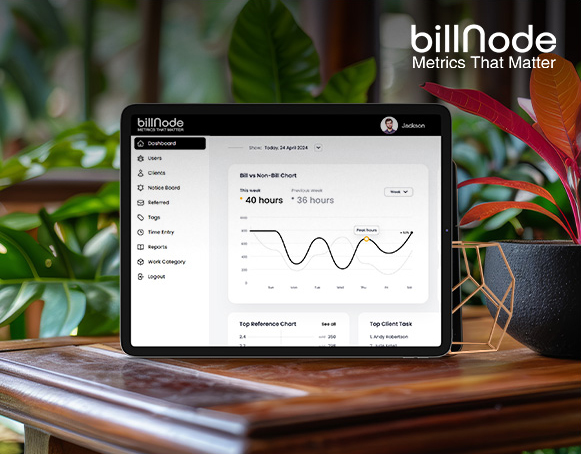 billNode
Metrics That Matter
billNode
METRICS THAT MATTER
Jackson
Dashboard
Show: Today, 24 April 2024
Users
Clients
Notice Board
Referred
Tags
Time Entry
Reports
Work Category
Logout
Bill vs Non-Bill Chart
This week
Previous Week
Week
40 hours
36 hours
Peak hours
Sun
Mon
Tue
Wed
Thu
Fri
Sat
Top Reference Chart
See all
Top Client Task
2,4
250
1. Andy Robertson